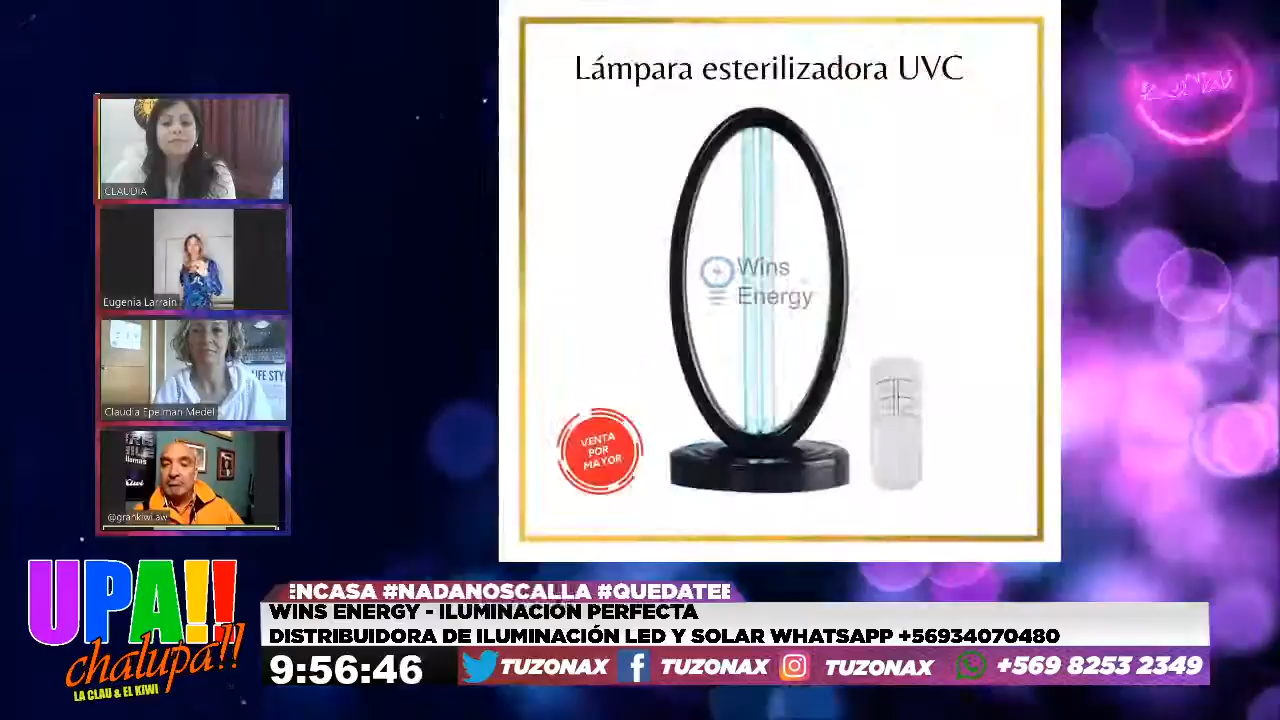 Lámpara esterilizadora UVC
Wins
Energy
VENTA
POR
MAYOR
CLAUDIA
Eugenia Larrain
Claudia Epelman Medel
LIFE STY
@grankiwi.aw
UPA!!
chalupa!!
LA CLAU & EL KIWI
ENCASA #NADANOSCALLA #QUEDATEE
WINS ENERGY - ILUMINACIÓN PERFECTA
DISTRIBUIDORA DE ILUMINACIÓN LED Y SOLAR WHATSAPP +56934070480
9:56:46
TUZONAX TUZONAX TUZONAX +569 8253 2349